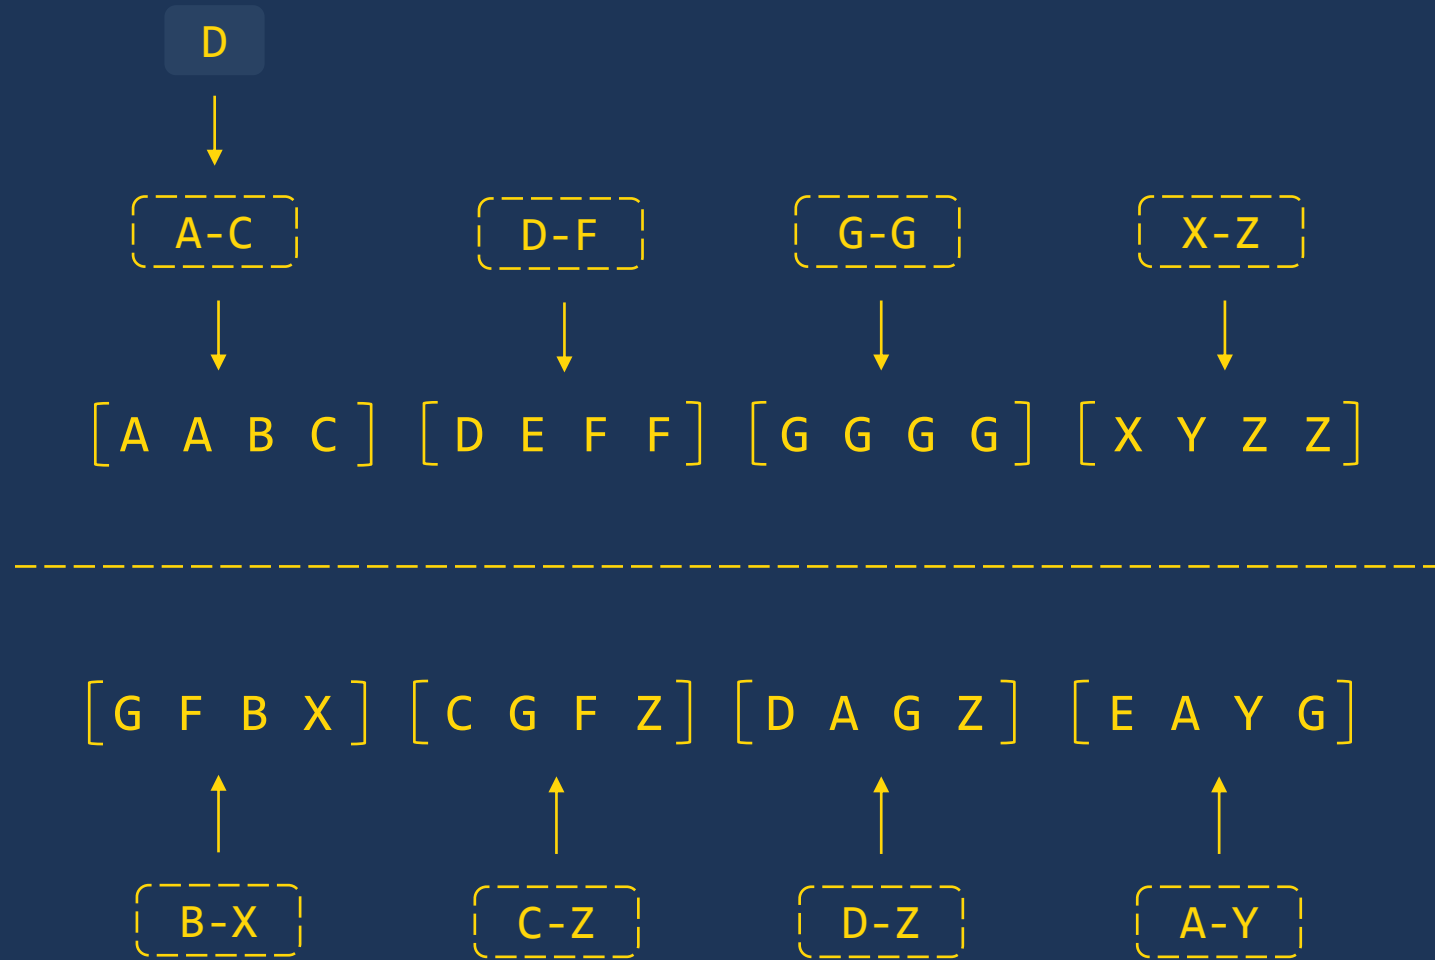 D
A-C D-F G-G X-Z
[A A B C] [D E F F] [G G G G] [X Y Z Z]
[G F B X] [C G F Z] [D A G Z] [E A Y G]
B-X C-Z D-Z A-Y